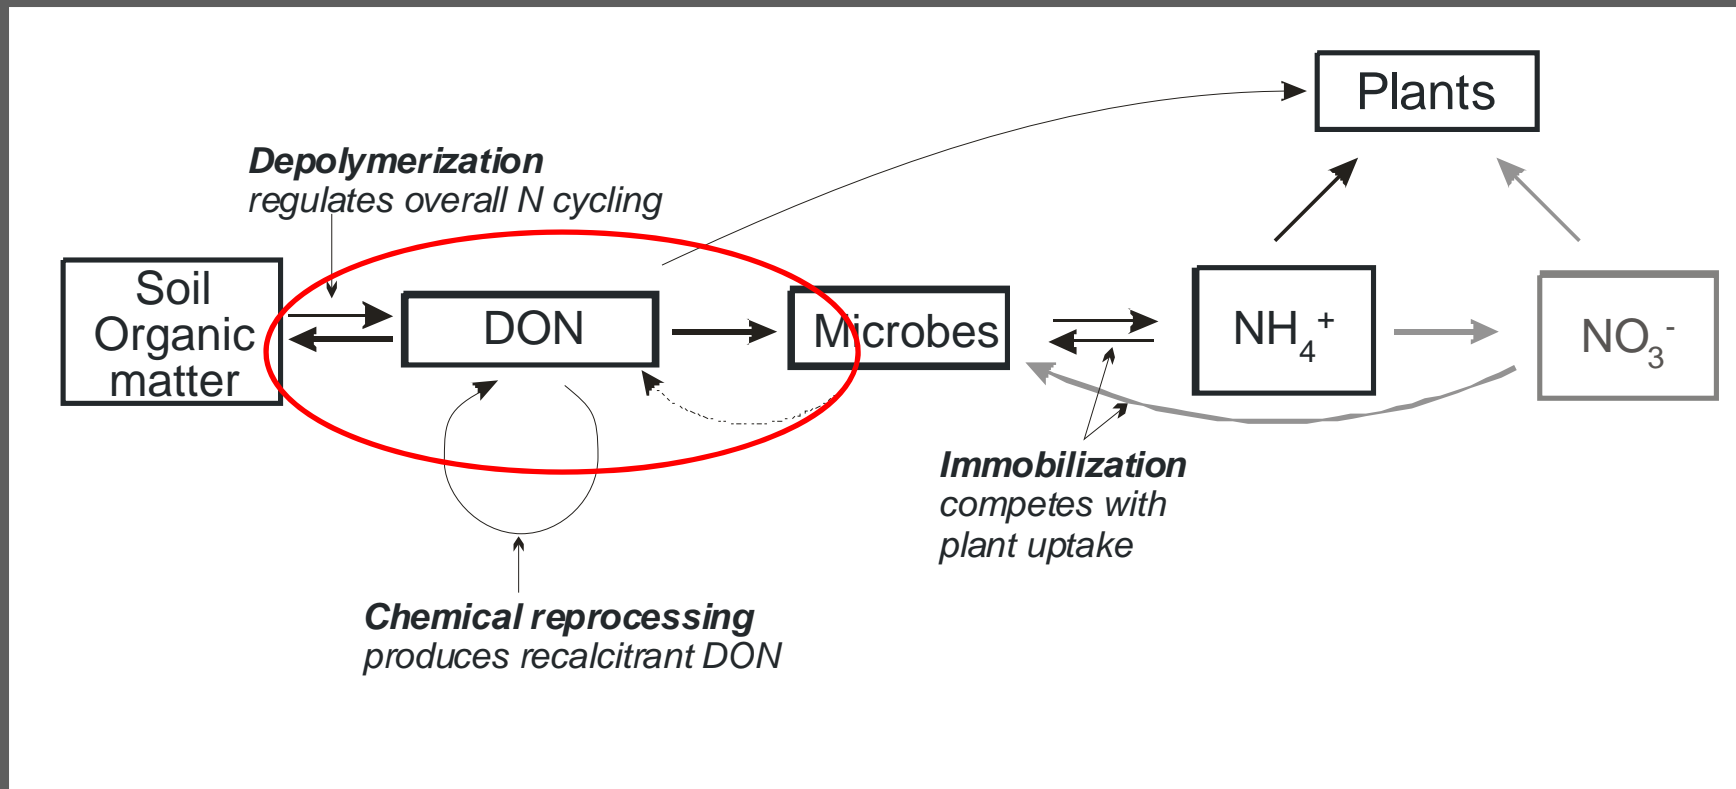 Plants
Depolymerization
regulates overall N cycling
Soil
Organic
matter
DON
Microbes
NH₄⁺
NO₃⁻
Immobilization
competes with
plant uptake
Chemical reprocessing
produces recalcitrant DON